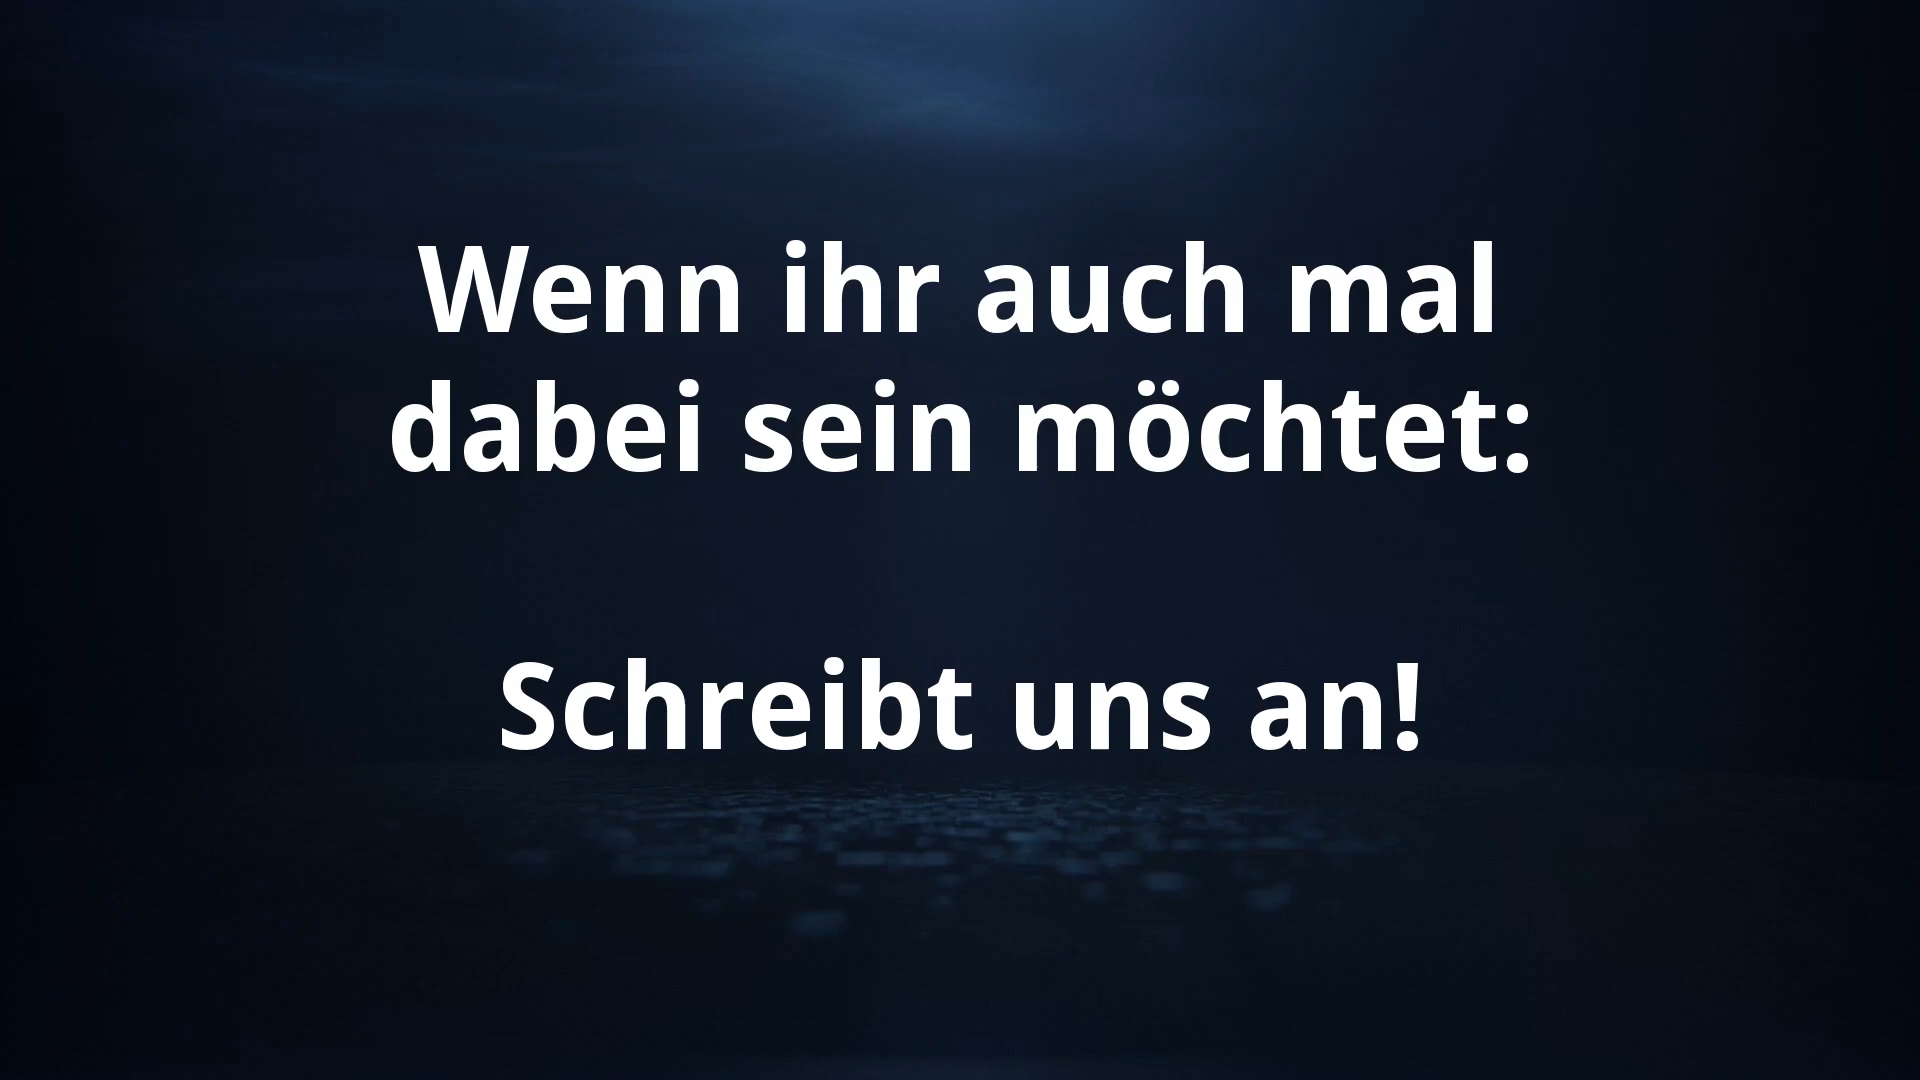 Wenn ihr auch mal
dabei sein möchtet:
Schreibt uns an!